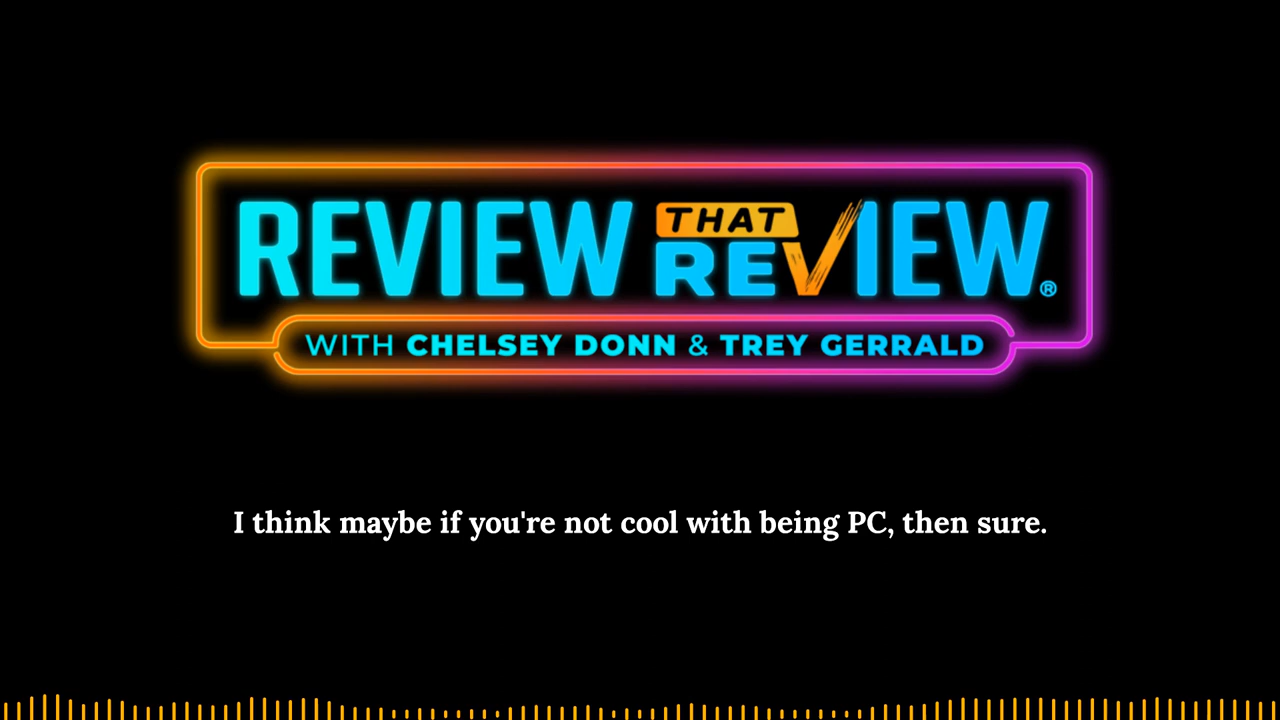 REVIEW THAT REVIEW®
WITH CHELSEY DONN & TREY GERRALD
I think maybe if you're not cool with being PC, then sure.